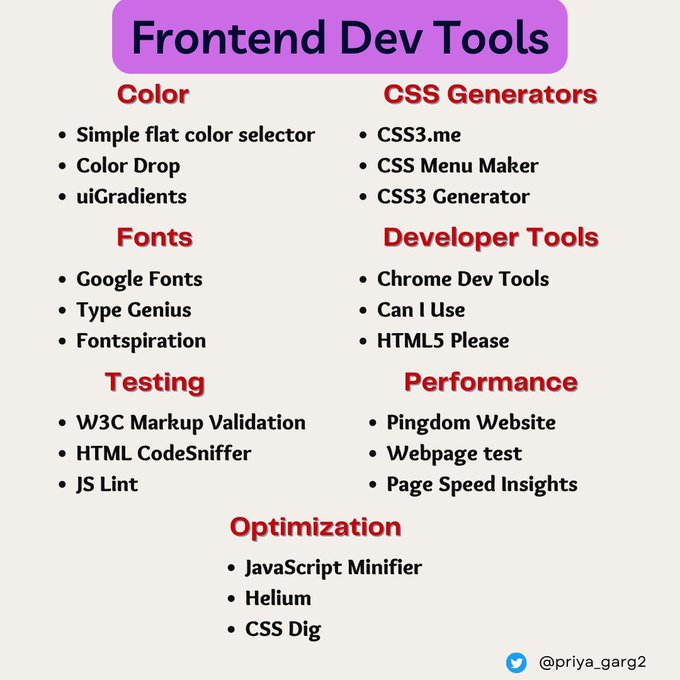 Frontend Dev Tools
Color
• Simple flat color selector
• Color Drop
• uiGradients
CSS Generators
• CSS3.me
• CSS Menu Maker
• CSS3 Generator
Fonts
• Google Fonts
• Type Genius
• Fontspiration
Developer Tools
• Chrome Dev Tools
• Can I Use
• HTML5 Please
Testing
• W3C Markup Validation
• HTML CodeSniffer
• JS Lint
Performance
• Pingdom Website
• Webpage test
• Page Speed Insights
Optimization
• JavaScript Minifier
• Helium
• CSS Dig
@priya_garg2